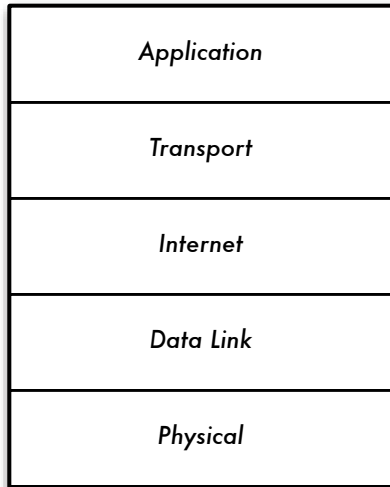 Application
Transport
Internet
Data Link
Physical